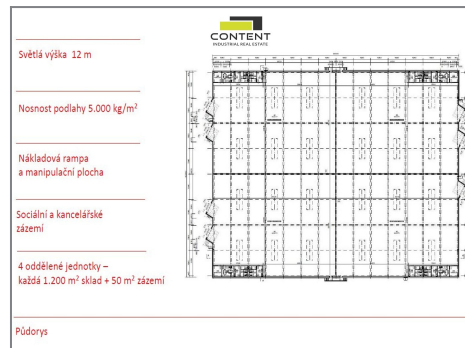 CONTENT
INDUSTRIAL REAL ESTATE
Světlá výška 12 m
Nosnost podlahy 5.000 kg/m²
Nákladová rampa
a manipulační plocha
Sociální a kancelářské
zázemí
4 oddělené jednotky –
každá 1.200 m² sklad + 50 m² zázemí
Půdorys